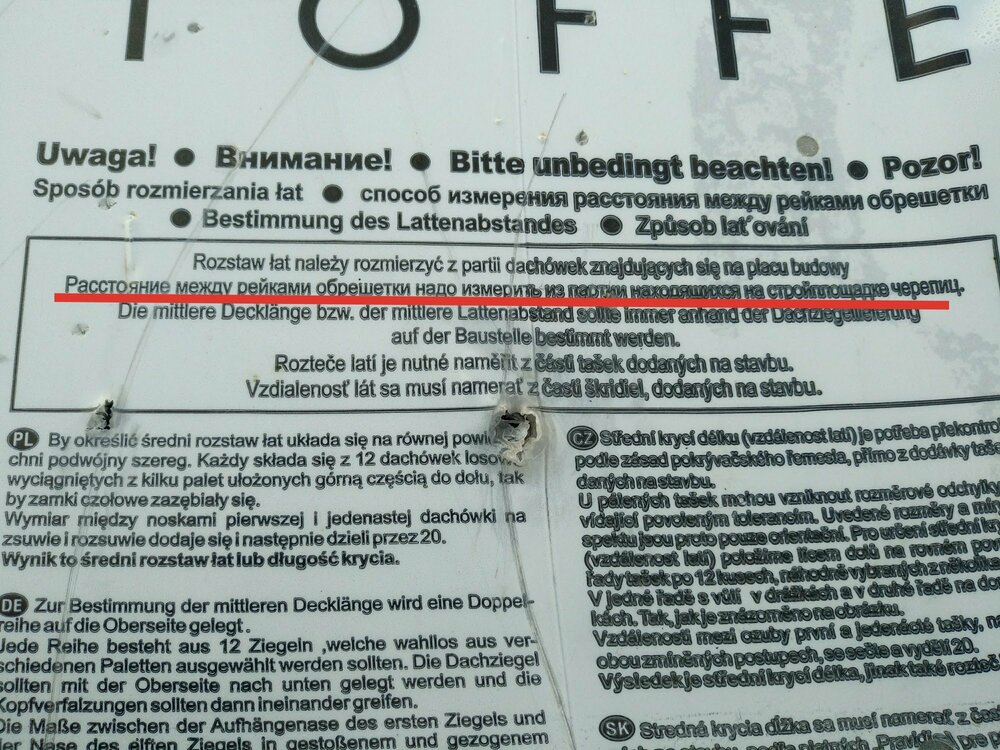 TOFFE
Uwaga! ● Внимание! ● Bitte unbedingt beachten! ● Pozor!
Sposób rozmierzania łat ● способ измерения расстояния между рейками обрешетки
● Bestimmung des Lattenabstandes ● Způsob lat'ování
Rozstaw łat należy rozmierzyć z partii dachówek znajdujących się na placu budowy
Расстояние между рейками обрешетки надо измерить из партии находящихся на стройплощадке черепиц.
Die mittlere Decklänge bzw. der mittlere Lattenabstand sollte immer anhand der Dachziegellieferung
auf der Baustelle bestimmt werden.
Rozteče latí je nutné naměřit z části tašek dodaných na stavbu.
Vzdialenosť lát sa musí namerať z časti škridiel, dodaných na stavbu.
PL By określić średni rozstaw łat układa się na równej powierz-
chni podwójny szereg. Każdy składa się z 12 dachówek losowo
wyciągniętych z kilku palet ułożonych górną częścią do dołu, tak
by zamki czołowe zazębiały się.
Wymiar między noskami pierwszej i jedenastej dachówki na
zsuwie i rozsuwie dodaje się i następnie dzieli przez 20.
Wynik to średni rozstaw łat lub długość krycia.
DE Zur Bestimmung der mittleren Decklänge wird eine Doppel-
reihe auf die Oberseite gelegt.
Jede Reihe besteht aus 12 Ziegeln ,welche wahllos aus ver-
schiedenen Paletten ausgewählt werden sollten. Die Dachziegel
sollten mit der Oberseite nach unten gelegt werden und die
Kopfverfalzungen sollten dann ineinander greifen.
Die Maße zwischen der Aufhängenase des ersten Ziegels und
der Nase des elften Ziegels in gestoßenem und gezogenem
CZ Střední krycí délku (vzdálenost latí) je potřeba překontrol
podle zásad pokrývačského řemesla, přímo z dodávky taše
daných na stavbu.
U pálených tašek mohou vzniknout rozměrové odchylky
vídající povoleným tolerancím. Uvedené rozměry a mín
spektu jsou proto pouze orientační. Pro určení střední kry
(vzdálenost latí) položíme lícem dolů na rovném pov
řady tašek po 12 kusech, náhodně vybraných z několik
V jedné řadě s vůlí v drážkách a v druhé řadě na do
kách. Tak, jak je znázorněno na obrázku.
Vzdálenosti mezi ozuby první a jedenácté tašky, na
obou zmíněných postupech, se sečte a vydělí 20.
Výsledek je střední krycí délka, jinak také rozteč
SK Stredná krycia dĺžka sa musí namerať z čas